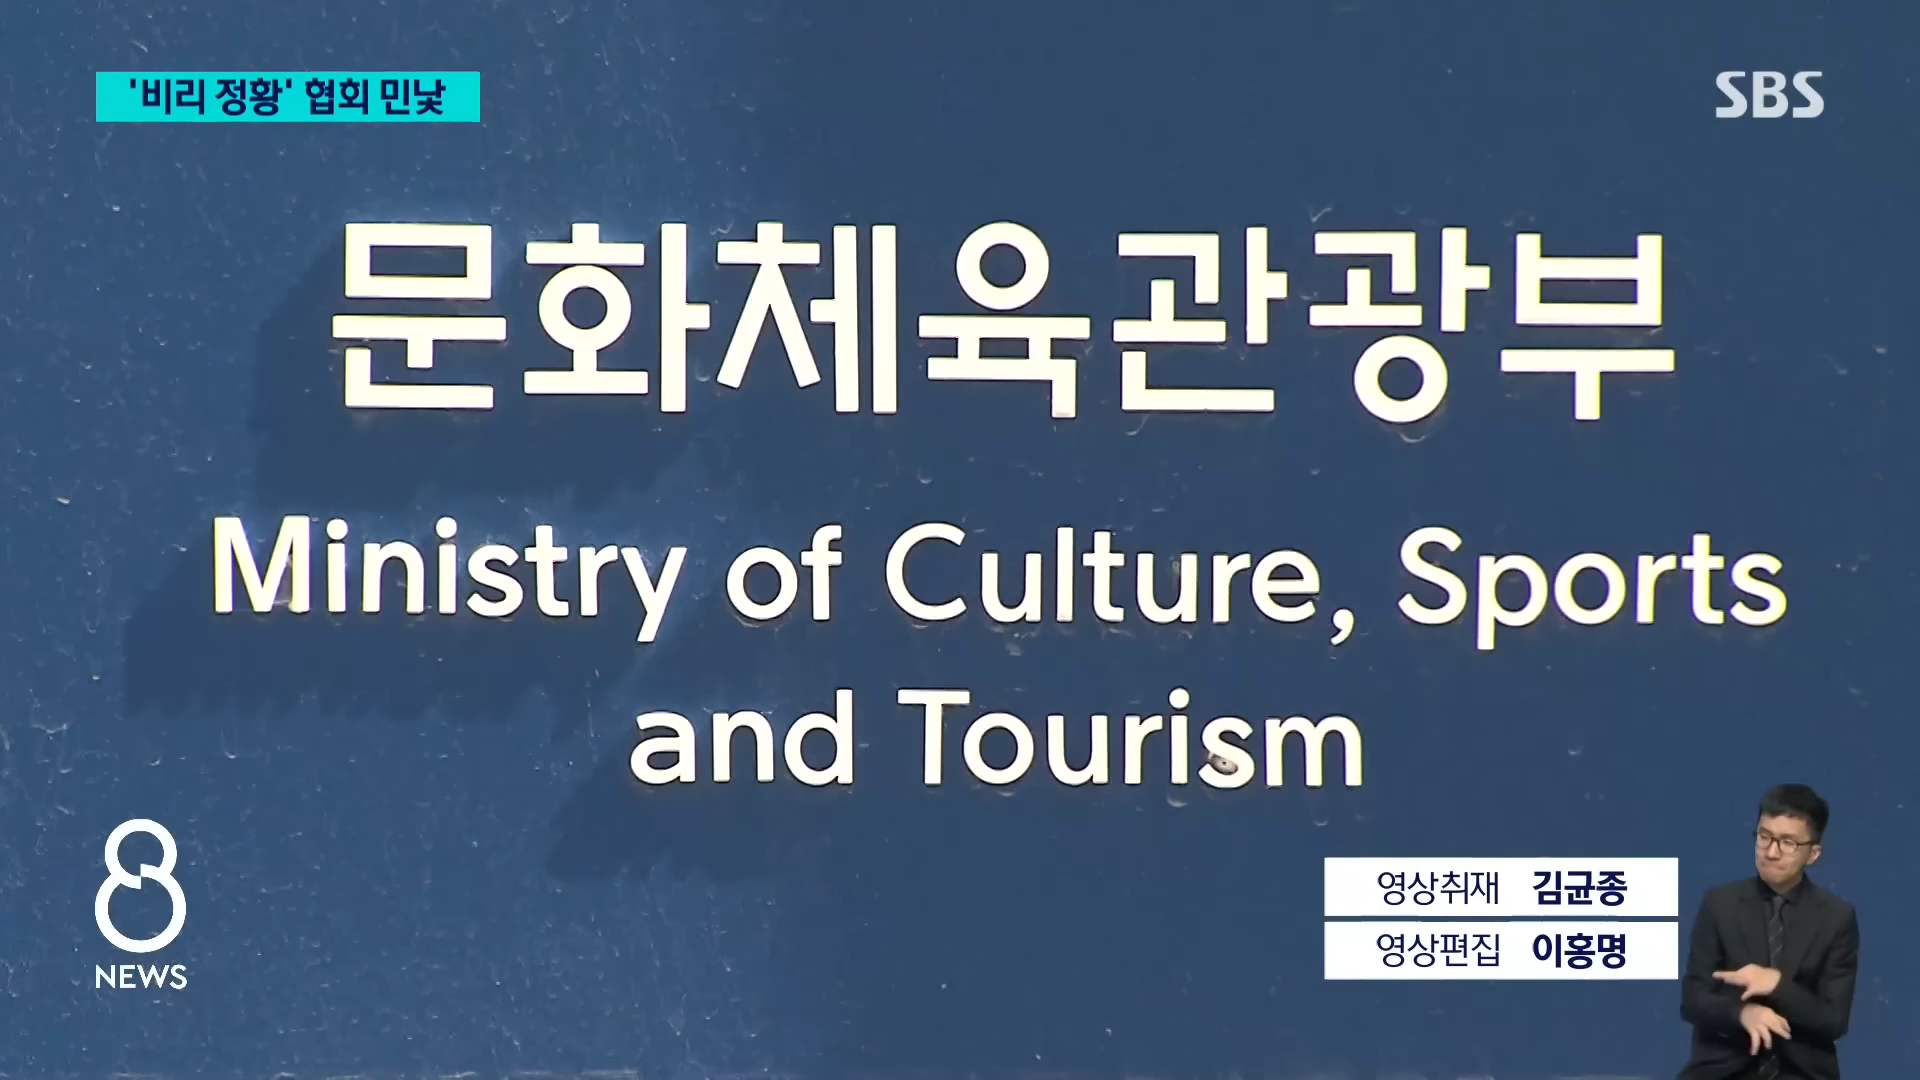 '비리 정황' 협회 민낯
SBS
문화체육관광부
Ministry of Culture, Sports
and Tourism
영상취재 김균종
영상편집 이홍명
8
NEWS